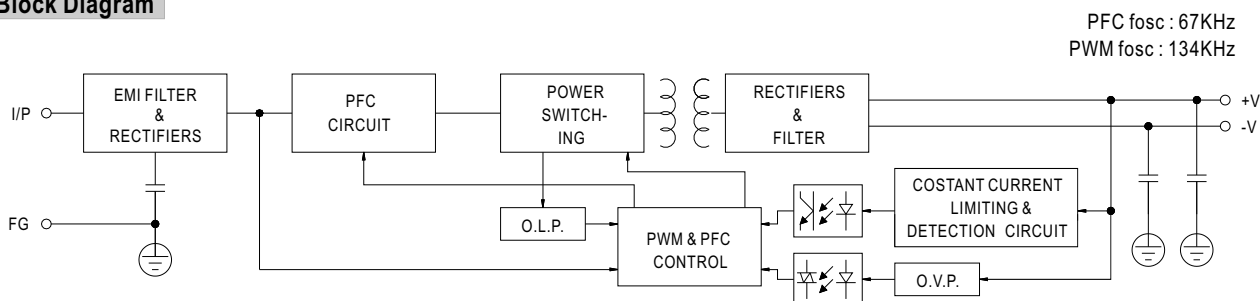 Block Diagram
PFC fosc : 67KHz
PWM fosc : 134KHz
I/P
EMI FILTER
&
RECTIFIERS
PFC
CIRCUIT
POWER
SWITCH-
ING
RECTIFIERS
&
FILTER
+V
-V
FG
O.L.P.
PWM & PFC
CONTROL
COSTANT CURRENT
LIMITING &
DETECTION CIRCUIT
O.V.P.